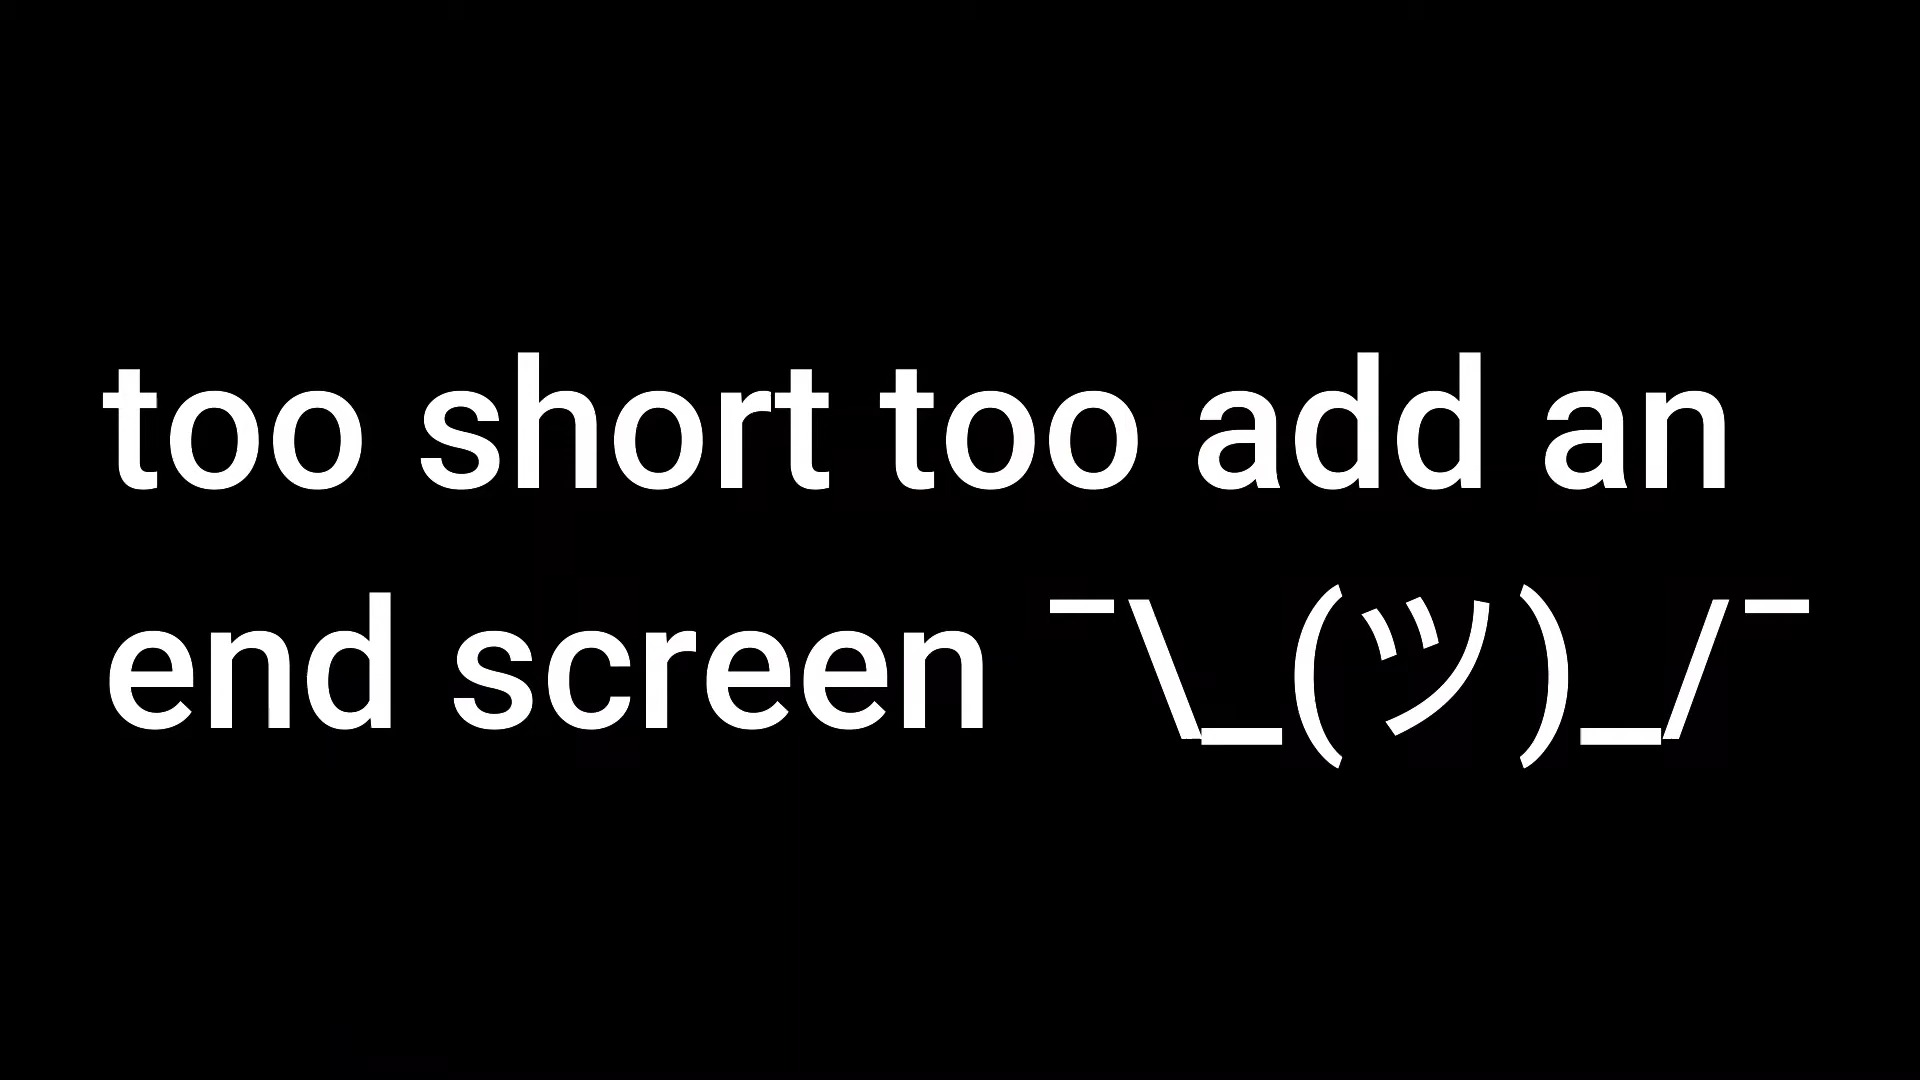 too short too add an
end screen ¯\_(ツ)_/¯